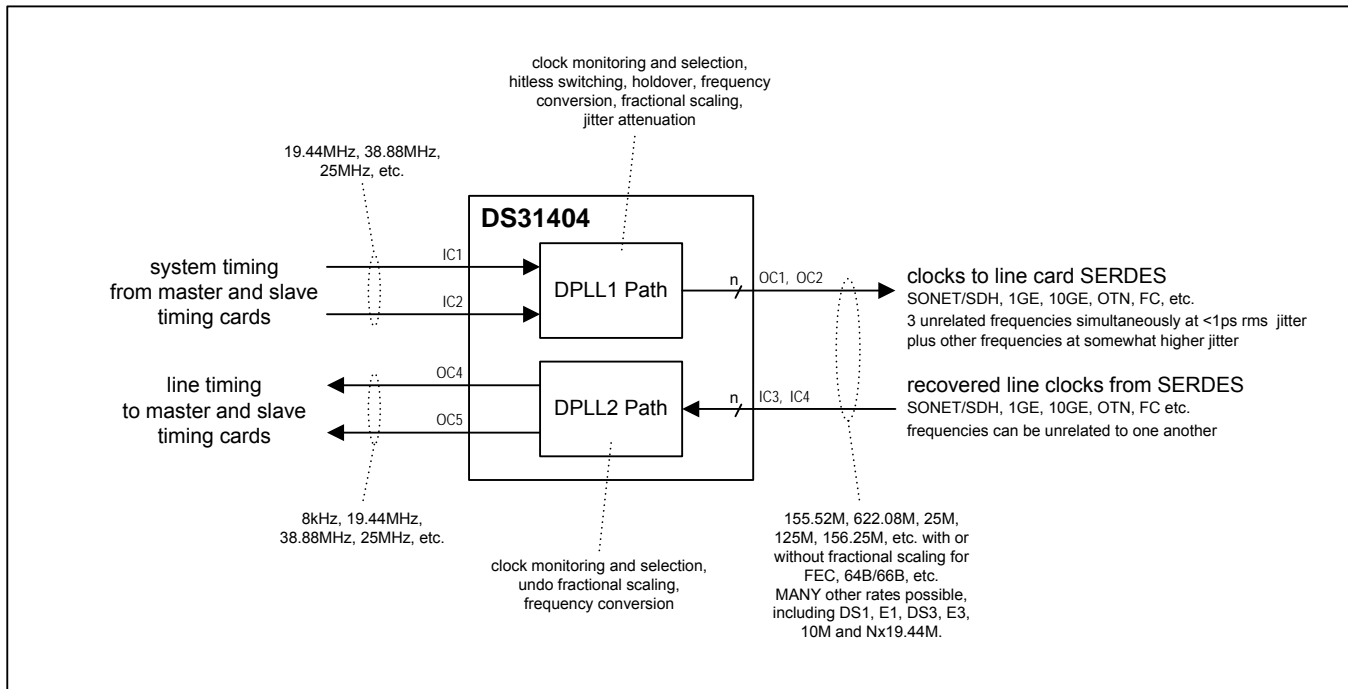 clock monitoring and selection,
hitless switching, holdover, frequency
conversion, fractional scaling,
jitter attenuation
19.44MHz, 38.88MHz,
25MHz, etc.
DS31404
system timing
from master and slave
timing cards
IC1
IC2
DPLL1 Path
n
OC1, OC2
clocks to line card SERDES
SONET/SDH, 1GE, 10GE, OTN, FC, etc.
3 unrelated frequencies simultaneously at <1ps rms jitter
plus other frequencies at somewhat higher jitter
line timing
to master and slave
timing cards
OC4
OC5
DPLL2 Path
n
IC3, IC4
recovered line clocks from SERDES
SONET/SDH, 1GE, 10GE, OTN, FC etc.
frequencies can be unrelated to one another
8kHz, 19.44MHz,
38.88MHz, 25MHz, etc.
clock monitoring and selection,
undo fractional scaling,
frequency conversion
155.52M, 622.08M, 25M,
125M, 156.25M, etc. with or
without fractional scaling for
FEC, 64B/66B, etc.
MANY other rates possible,
including DS1, E1, DS3, E3,
10M and Nx19.44M.